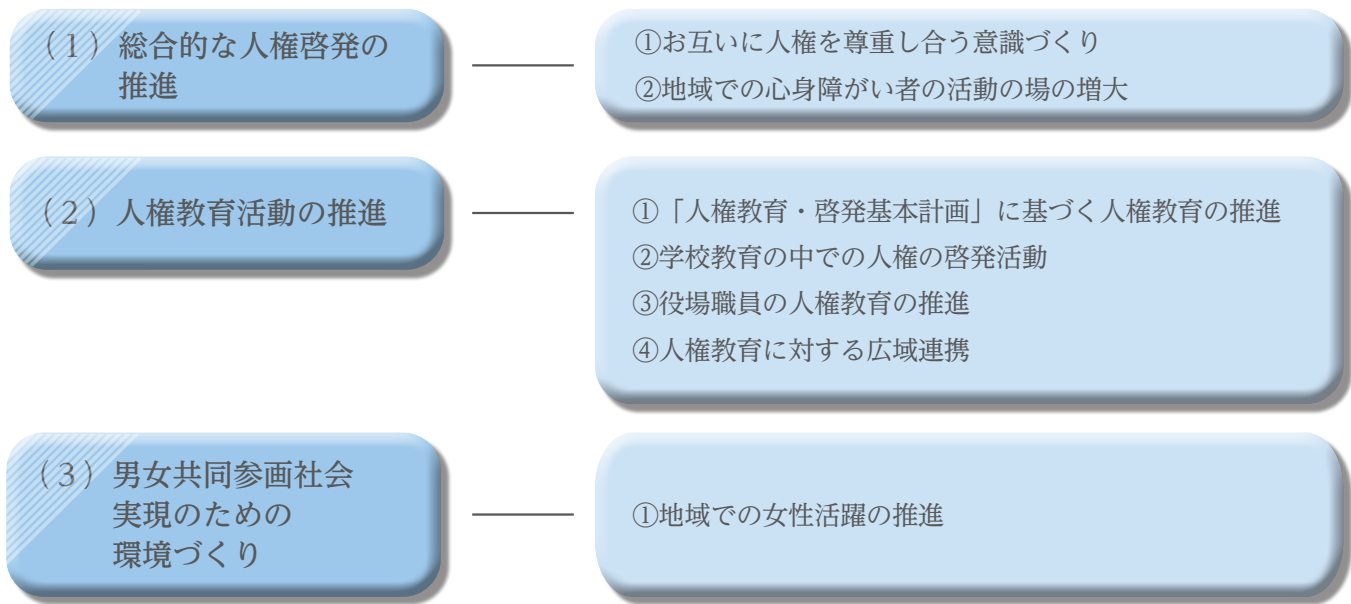 （１）総合的な人権啓発の
推進
①お互いに人権を尊重し合う意識づくり
②地域での心身障がい者の活動の場の増大
（２）人権教育活動の推進
①「人権教育・啓発基本計画」に基づく人権教育の推進
②学校教育の中での人権の啓発活動
③役場職員の人権教育の推進
④人権教育に対する広域連携
（３）男女共同参画社会
実現のための
環境づくり
①地域での女性活躍の推進